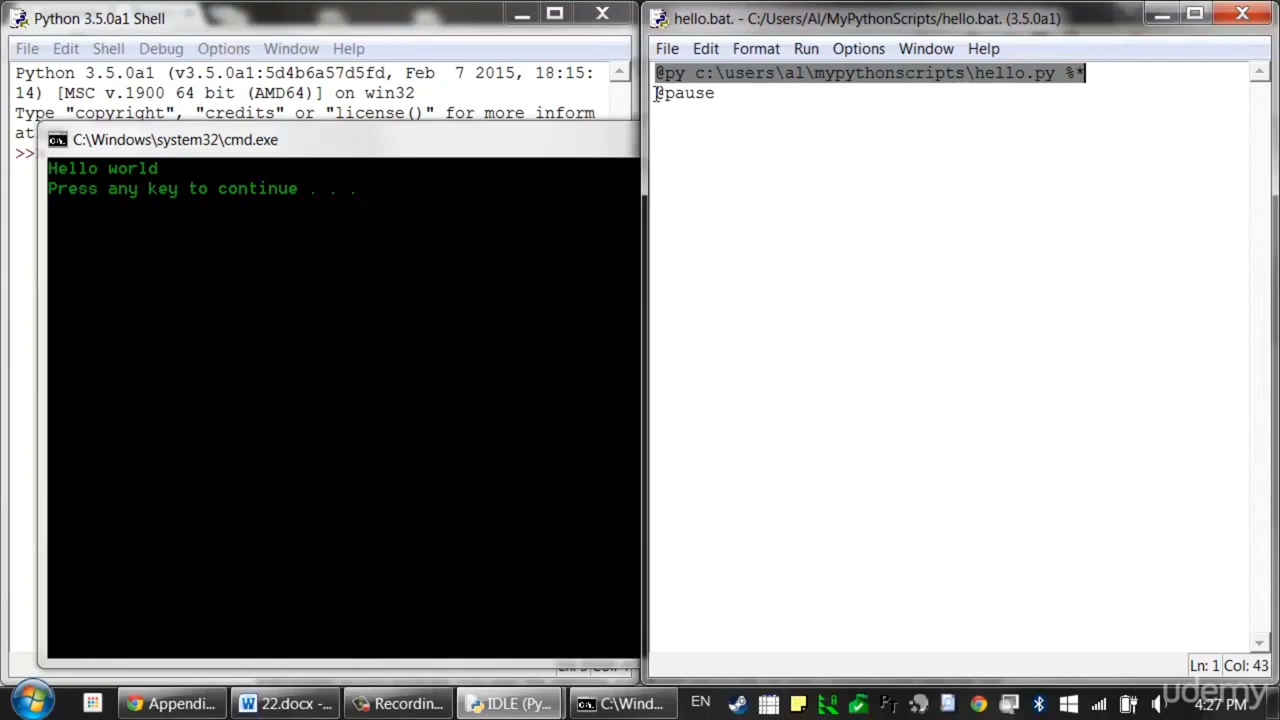 Python 3.5.0a1 Shell
File Edit Shell Debug Options Window Help
Python 3.5.0a1 (v3.5.0a1:5d4b6a57d5fd, Feb  7 2015, 18:15:
14) [MSC v.1900 64 bit (AMD64)] on win32
Type "copyright", "credits" or "license()" for more inform
at
>>
C:\Windows\system32\cmd.exe
Hello world
Press any key to continue . . .
hello.bat. - C:/Users/Al/MyPythonScripts/hello.bat. (3.5.0a1)
File Edit Format Run Options Window Help
@py c:\users\al\mypythonscripts\hello.py %*
@pause
Ln: 1 Col: 43
Appendi... 22.docx -... Recordin... IDLE (Py... C:\Wind... EN 4:27 PM
udemy